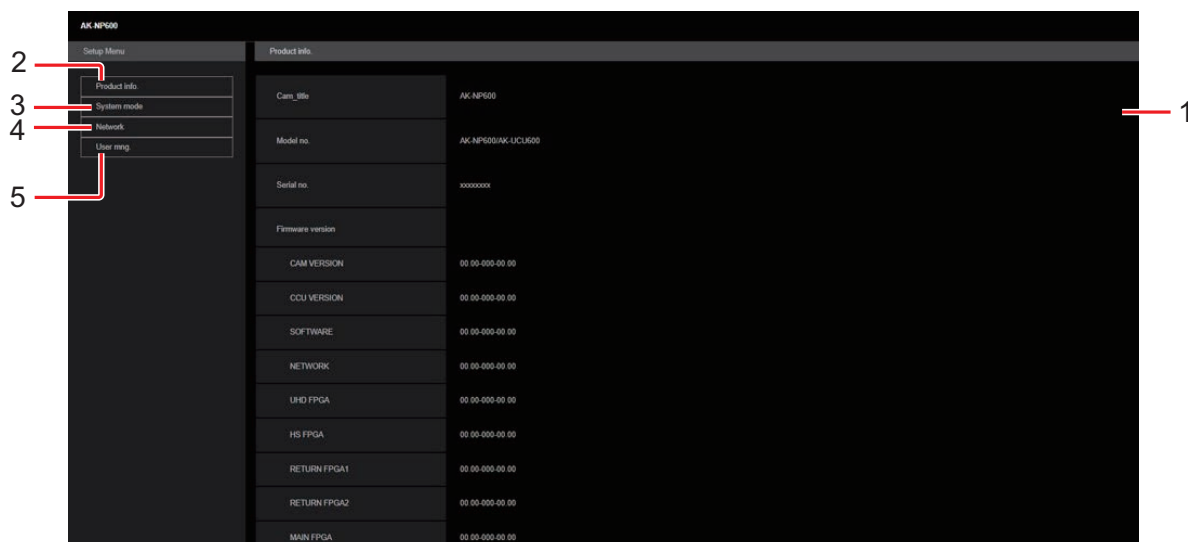 AK-NP600
Setup Menu
Product info.
2
Product info.
3
System mode
4
Network
User mng.
5
1
Cam_title AK-NP600
Model no. AK-NP600/AK-UCU600
Serial no. xxxxxxxx
Firmware version
CAM VERSION 00.00-000-00.00
CCU VERSION 00.00-000-00.00
SOFTWARE 00.00-000-00.00
NETWORK 00.00-000-00.00
UHD FPGA 00.00-000-00.00
HS FPGA 00.00-000-00.00
RETURN FPGA1 00.00-000-00.00
RETURN FPGA2 00.00-000-00.00
MAIN FPGA 00.00-000-00.00